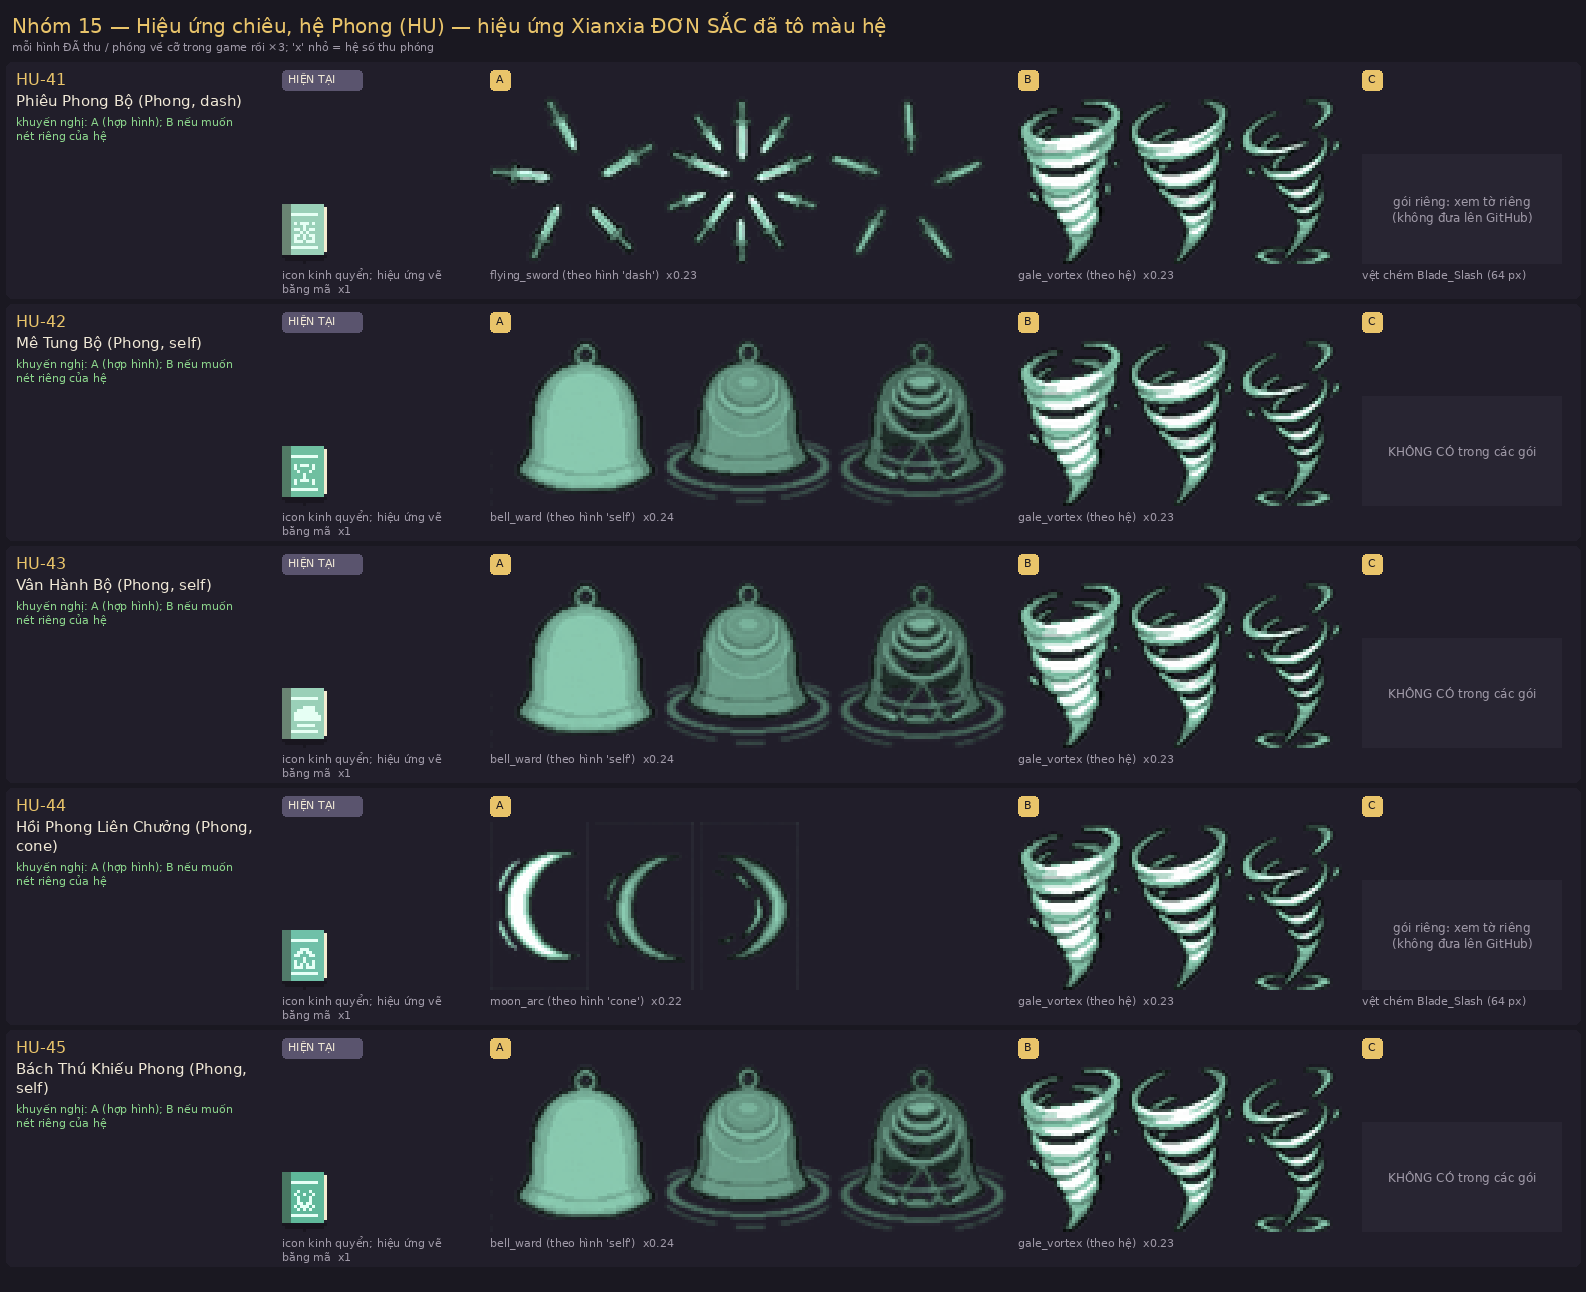 Nhóm 15 — Hiệu ứng chiêu, hệ Phong (HU) — hiệu ứng Xianxia ĐƠN SẮC đã tô màu hệ
mỗi hình ĐÃ thu / phóng về cỡ trong game rồi ×3; 'x' nhỏ = hệ số thu phóng
HU-41
Phiêu Phong Bộ (Phong, dash)
khuyến nghị: A (hợp hình); B nếu muốn
nét riêng của hệ
HIỆN TẠI
icon kinh quyển; hiệu ứng vẽ
bằng mã x1
A
flying_sword (theo hình 'dash') x0.23
B
gale_vortex (theo hệ) x0.23
C
gói riêng: xem tờ riêng
(không đưa lên GitHub)
vệt chém Blade_Slash (64 px)
HU-42
Mê Tung Bộ (Phong, self)
khuyến nghị: A (hợp hình); B nếu muốn
nét riêng của hệ
HIỆN TẠI
icon kinh quyển; hiệu ứng vẽ
bằng mã x1
A
bell_ward (theo hình 'self') x0.24
B
gale_vortex (theo hệ) x0.23
C
KHÔNG CÓ trong các gói
HU-43
Vân Hành Bộ (Phong, self)
khuyến nghị: A (hợp hình); B nếu muốn
nét riêng của hệ
HIỆN TẠI
icon kinh quyển; hiệu ứng vẽ
bằng mã x1
A
bell_ward (theo hình 'self') x0.24
B
gale_vortex (theo hệ) x0.23
C
KHÔNG CÓ trong các gói
HU-44
Hồi Phong Liên Chưởng (Phong,
cone)
khuyến nghị: A (hợp hình); B nếu muốn
nét riêng của hệ
HIỆN TẠI
icon kinh quyển; hiệu ứng vẽ
bằng mã x1
A
moon_arc (theo hình 'cone') x0.22
B
gale_vortex (theo hệ) x0.23
C
gói riêng: xem tờ riêng
(không đưa lên GitHub)
vệt chém Blade_Slash (64 px)
HU-45
Bách Thú Khiếu Phong (Phong,
self)
khuyến nghị: A (hợp hình); B nếu muốn
nét riêng của hệ
HIỆN TẠI
icon kinh quyển; hiệu ứng vẽ
bằng mã x1
A
bell_ward (theo hình 'self') x0.24
B
gale_vortex (theo hệ) x0.23
C
KHÔNG CÓ trong các gói